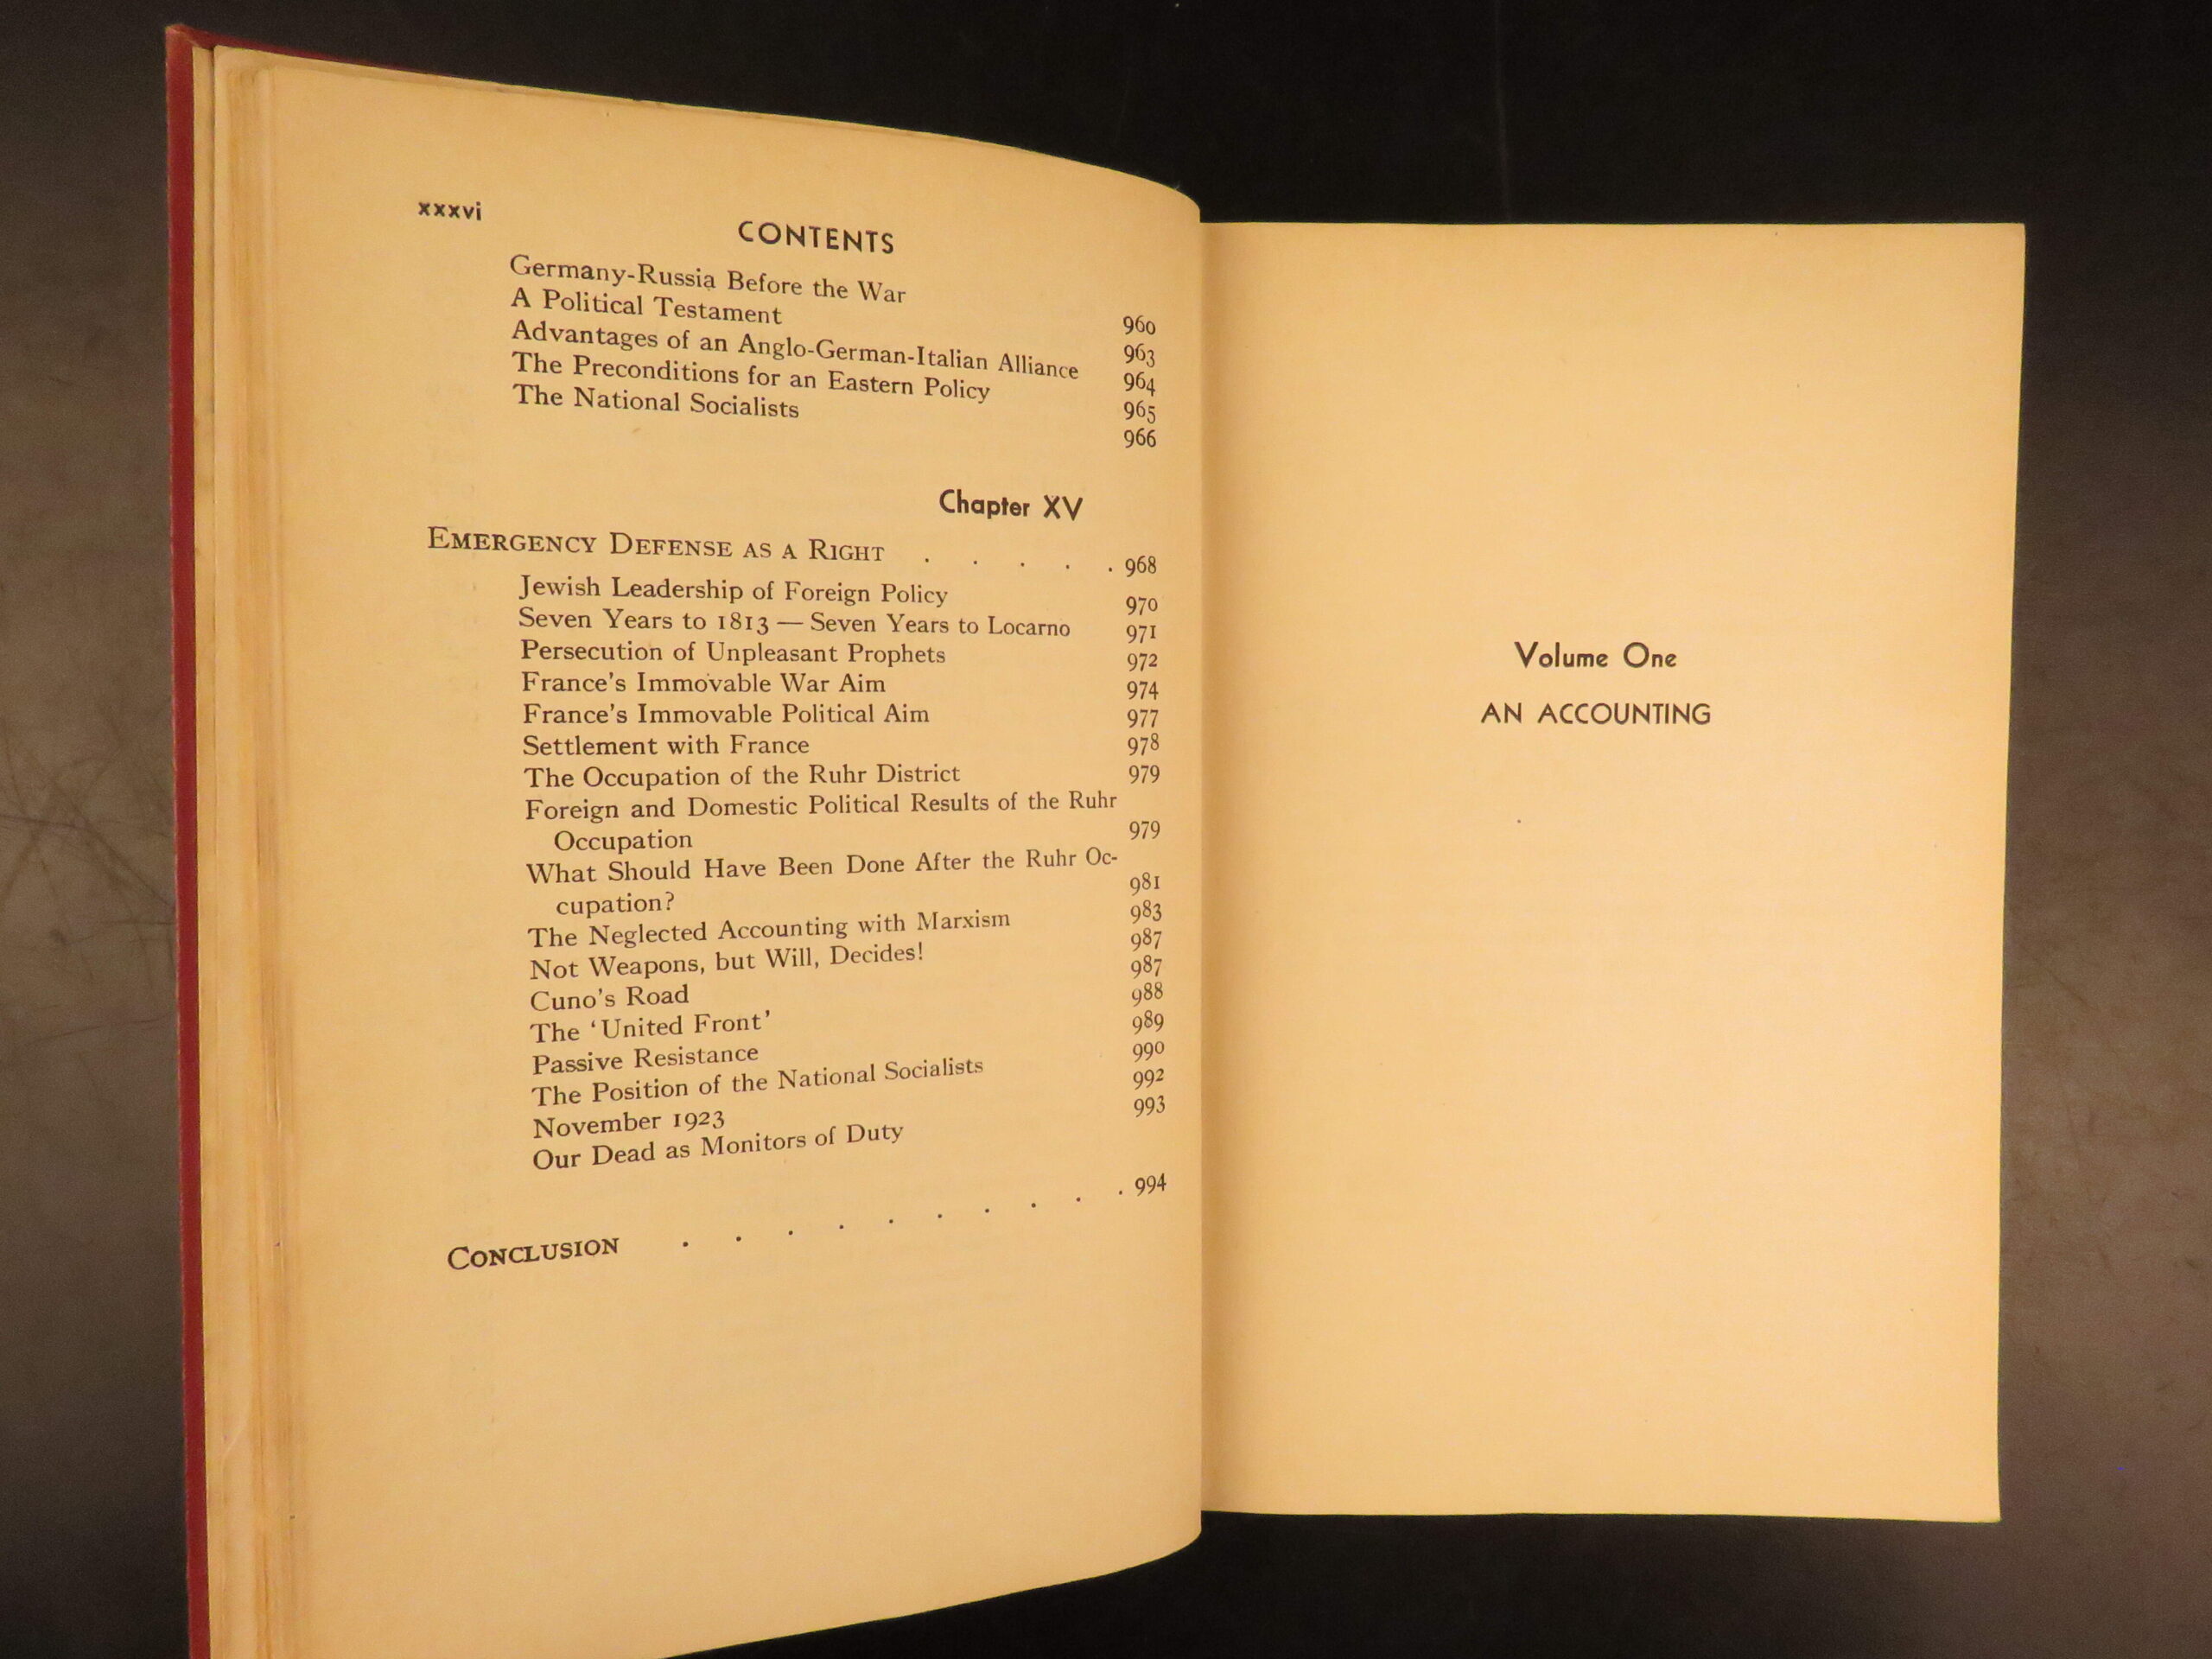 xxxvi
CONTENTS
Germany-Russia Before the War 960
A Political Testament 963
Advantages of an Anglo-German-Italian Alliance 964
The Preconditions for an Eastern Policy 965
The National Socialists 966
Chapter XV
EMERGENCY DEFENSE AS A RIGHT . . . . . 968
Jewish Leadership of Foreign Policy 970
Seven Years to 1813 — Seven Years to Locarno 971
Persecution of Unpleasant Prophets 972
France's Immovable War Aim 974
France's Immovable Political Aim 977
Settlement with France 978
The Occupation of the Ruhr District 979
Foreign and Domestic Political Results of the Ruhr
Occupation 979
What Should Have Been Done After the Ruhr Oc-
cupation? 981
The Neglected Accounting with Marxism 983
Not Weapons, but Will, Decides! 987
Cuno's Road 987
The 'United Front' 988
Passive Resistance 989
The Position of the National Socialists 990
November 1923 992
Our Dead as Monitors of Duty 993
CONCLUSION . . . . . . . . . . 994
Volume One
AN ACCOUNTING